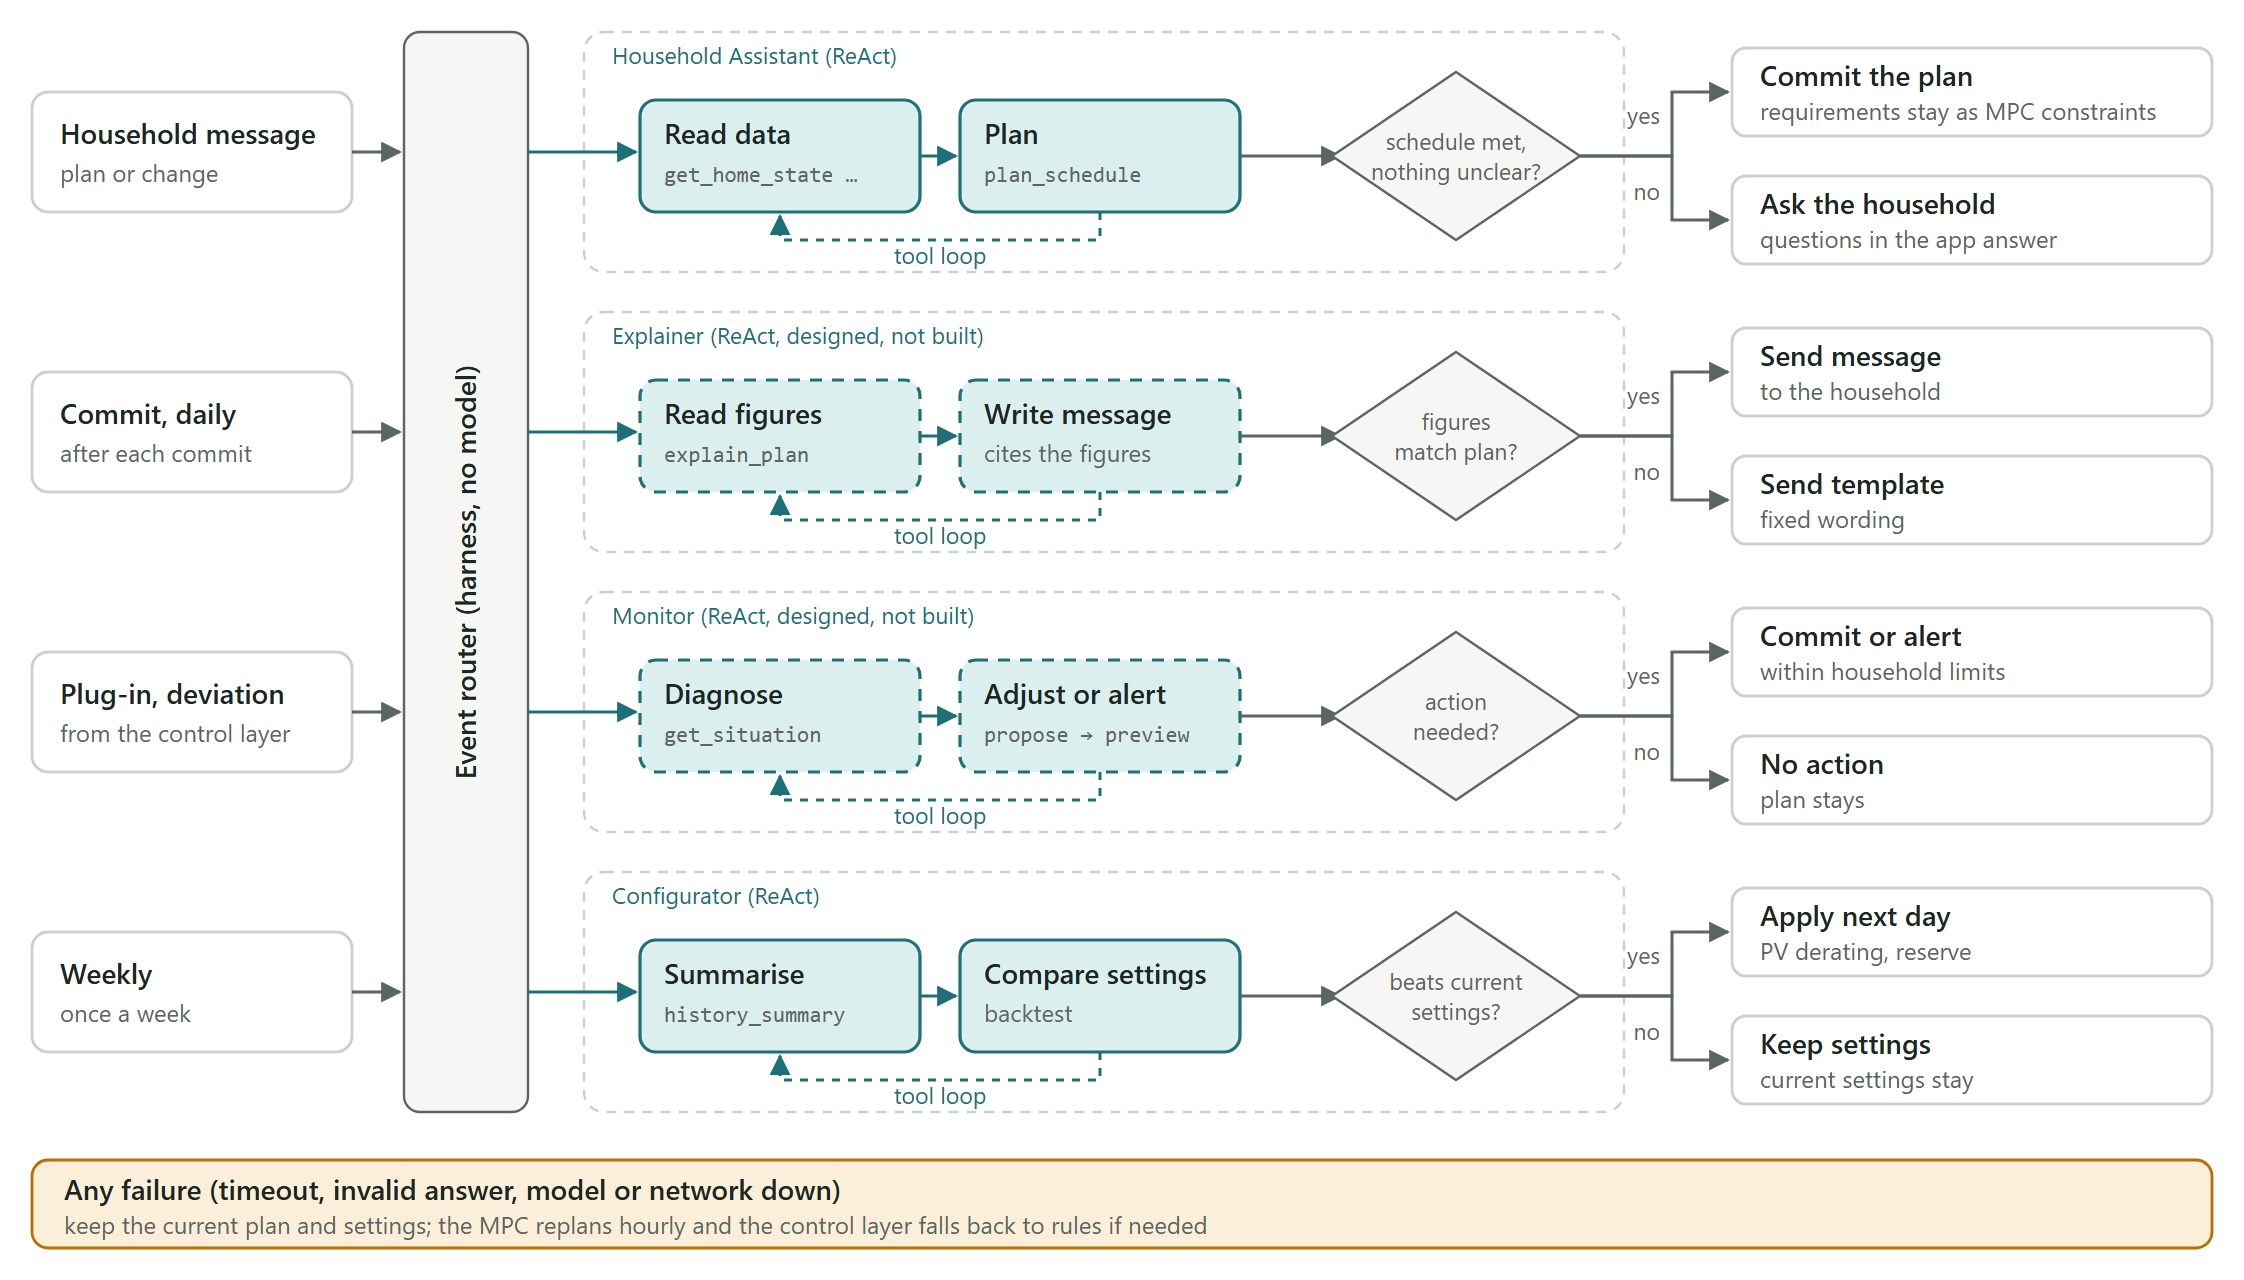 Household message
plan or change
Commit, daily
after each commit
Plug-in, deviation
from the control layer
Weekly
once a week
Event router (harness, no model)
Household Assistant (ReAct)
Read data
get_home_state …
Plan
plan_schedule
tool loop
schedule met,
nothing unclear?
yes
no
Commit the plan
requirements stay as MPC constraints
Ask the household
questions in the app answer
Explainer (ReAct, designed, not built)
Read figures
explain_plan
Write message
cites the figures
tool loop
figures
match plan?
yes
no
Send message
to the household
Send template
fixed wording
Monitor (ReAct, designed, not built)
Diagnose
get_situation
Adjust or alert
propose → preview
tool loop
action
needed?
yes
no
Commit or alert
within household limits
No action
plan stays
Configurator (ReAct)
Summarise
history_summary
Compare settings
backtest
tool loop
beats current
settings?
yes
no
Apply next day
PV derating, reserve
Keep settings
current settings stay
Any failure (timeout, invalid answer, model or network down)
keep the current plan and settings; the MPC replans hourly and the control layer falls back to rules if needed